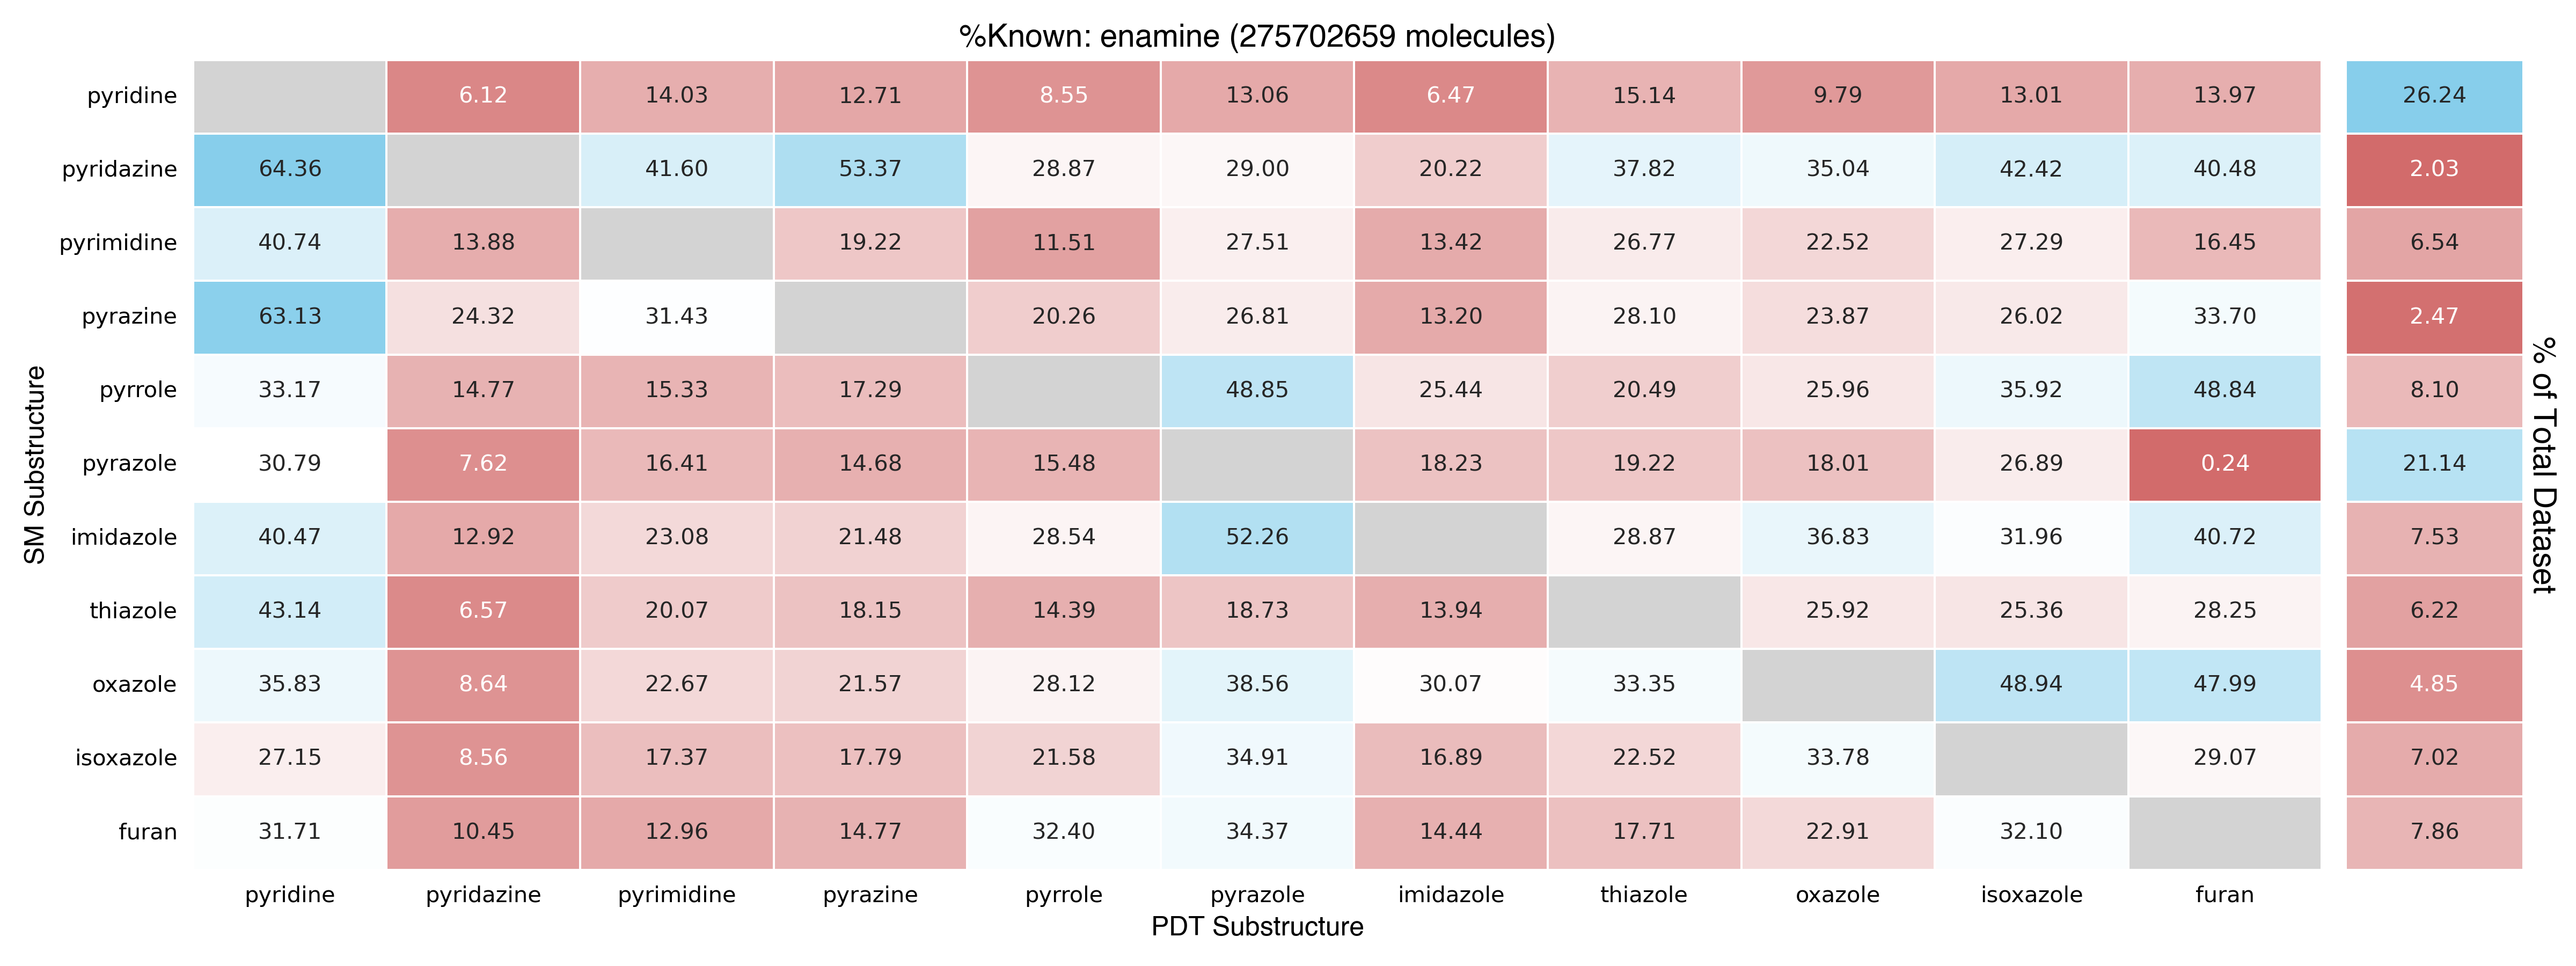 %Known: enamine (275702659 molecules)
pyridine 6.12 14.03 12.71 8.55 13.06 6.47 15.14 9.79 13.01 13.97 26.24
pyridazine 64.36 41.60 53.37 28.87 29.00 20.22 37.82 35.04 42.42 40.48 2.03
pyrimidine 40.74 13.88 19.22 11.51 27.51 13.42 26.77 22.52 27.29 16.45 6.54
pyrazine 63.13 24.32 31.43 20.26 26.81 13.20 28.10 23.87 26.02 33.70 2.47
pyrrole 33.17 14.77 15.33 17.29 48.85 25.44 20.49 25.96 35.92 48.84 8.10
pyrazole 30.79 7.62 16.41 14.68 15.48 18.23 19.22 18.01 26.89 0.24 21.14
imidazole 40.47 12.92 23.08 21.48 28.54 52.26 28.87 36.83 31.96 40.72 7.53
thiazole 43.14 6.57 20.07 18.15 14.39 18.73 13.94 25.92 25.36 28.25 6.22
oxazole 35.83 8.64 22.67 21.57 28.12 38.56 30.07 33.35 48.94 47.99 4.85
isoxazole 27.15 8.56 17.37 17.79 21.58 34.91 16.89 22.52 33.78 29.07 7.02
furan 31.71 10.45 12.96 14.77 32.40 34.37 14.44 17.71 22.91 32.10 7.86
pyridine pyridazine pyrimidine pyrazine pyrrole pyrazole imidazole thiazole oxazole isoxazole furan
PDT Substructure
SM Substructure
% of Total Dataset